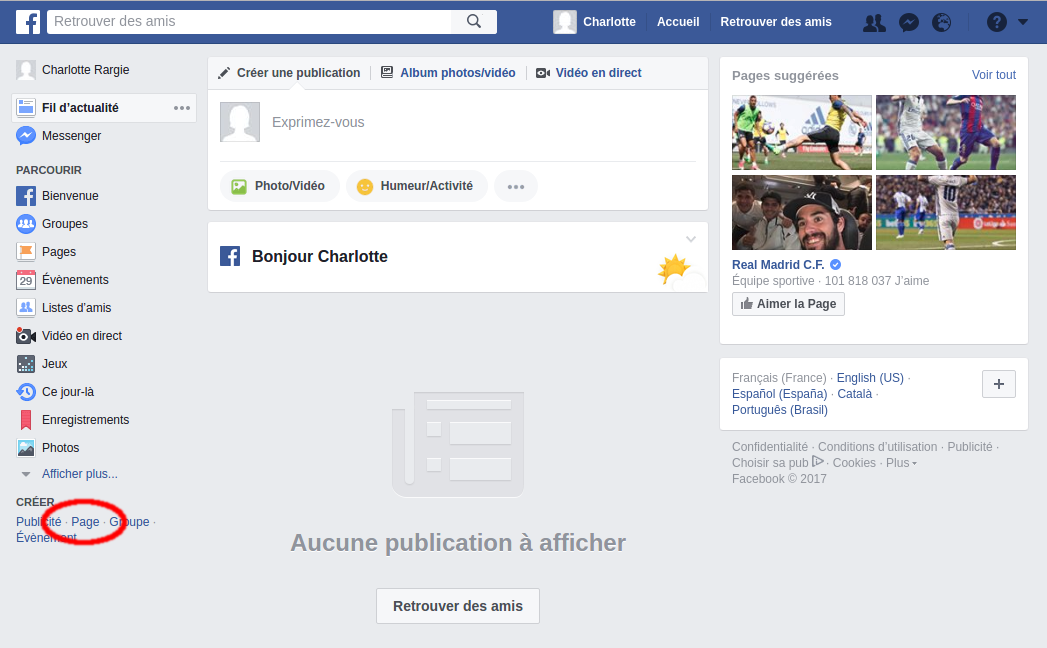 Retrouver des amis
Charlotte
Accueil
Retrouver des amis
?
Charlotte Rargie
Fil d’actualité
Messenger
PARCOURIR
Bienvenue
Groupes
Pages
29
Évènements
Listes d’amis
Vidéo en direct
Jeux
Ce jour-là
Enregistrements
Photos
Afficher plus...
CRÉER
Publicité · Page · Groupe ·
Évènement
Créer une publication
Album photos/vidéo
Vidéo en direct
Exprimez-vous
Photo/Vidéo
Humeur/Activité
Bonjour Charlotte
Aucune publication à afficher
Retrouver des amis
Pages suggérées
Voir tout
adidas
10
Real Madrid C.F.
Équipe sportive · 101 818 037 J’aime
Aimer la Page
Français (France) · English (US) ·
Español (España) · Català ·
Português (Brasil)
+
Confidentialité · Conditions d’utilisation · Publicité ·
Choisir sa pub · Cookies · Plus
Facebook © 2017